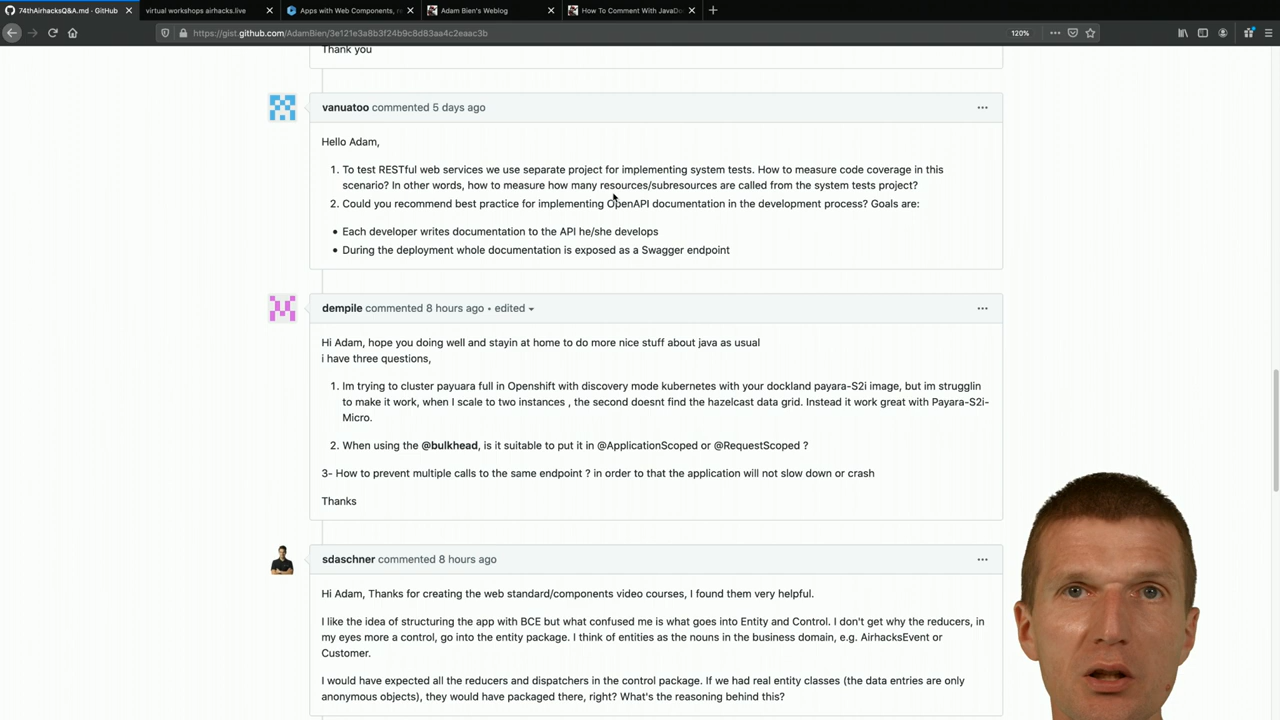 74thAirhacksQ&A.md · GitHub
virtual workshops airhacks.live
Apps with Web Components, r
Adam Bien's Weblog
How To Comment With JavaDo
https://gist.github.com/AdamBien/3e121e3a8b3f24b9c8d83aa4c2eaac3b
120%
Thank you
vanuatoo commented 5 days ago
Hello Adam,
1. To test RESTful web services we use separate project for implementing system tests. How to measure code coverage in this
scenario? In other words, how to measure how many resources/subresources are called from the system tests project?
2. Could you recommend best practice for implementing OpenAPI documentation in the development process? Goals are:
• Each developer writes documentation to the API he/she develops
• During the deployment whole documentation is exposed as a Swagger endpoint
dempile commented 8 hours ago • edited
Hi Adam, hope you doing well and stayin at home to do more nice stuff about java as usual
i have three questions,
1. Im trying to cluster payuara full in Openshift with discovery mode kubernetes with your dockland payara-S2i image, but im strugglin
to make it work, when I scale to two instances , the second doesnt find the hazelcast data grid. Instead it work great with Payara-S2i-
Micro.
2. When using the @bulkhead, is it suitable to put it in @ApplicationScoped or @RequestScoped ?
3- How to prevent multiple calls to the same endpoint ? in order to that the application will not slow down or crash
Thanks
sdaschner commented 8 hours ago
Hi Adam, Thanks for creating the web standard/components video courses, I found them very helpful.
I like the idea of structuring the app with BCE but what confused me is what goes into Entity and Control. I don't get why the reducers, in
my eyes more a control, go into the entity package. I think of entities as the nouns in the business domain, e.g. AirhacksEvent or
Customer.
I would have expected all the reducers and dispatchers in the control package. If we had real entity classes (the data entries are only
anonymous objects), they would have packaged there, right? What's the reasoning behind this?